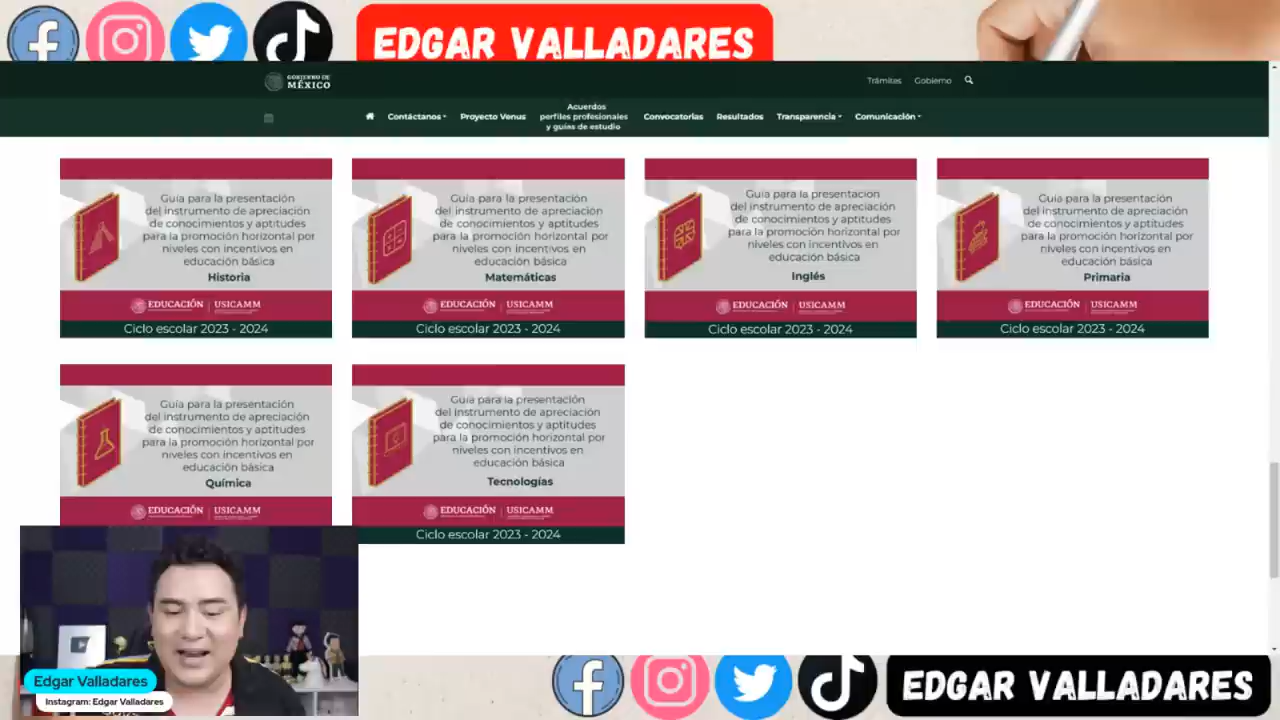 EDGAR VALLADARES
GOBIERNO DE
MÉXICO
Trámites
Gobierno
Contáctanos
Proyecto Venus
Acuerdos
perfiles profesionales
y guías de estudio
Convocatorias
Resultados
Transparencia
Comunicación
Guía para la presentación
del instrumento de apreciación
de conocimientos y aptitudes
para la promoción horizontal por
niveles con incentivos en
educación básica
Historia
EDUCACIÓN
USICAMM
Ciclo escolar 2023 - 2024
Guía para la presentación
del instrumento de apreciación
de conocimientos y aptitudes
para la promoción horizontal por
niveles con incentivos en
educación básica
Matemáticas
EDUCACIÓN
USICAMM
Ciclo escolar 2023 - 2024
Guía para la presentación
del instrumento de apreciación
de conocimientos y aptitudes
para la promoción horizontal por
niveles con incentivos en
educación básica
Inglés
EDUCACIÓN
USICAMM
Ciclo escolar 2023 - 2024
Guía para la presentación
del instrumento de apreciación
de conocimientos y aptitudes
para la promoción horizontal por
niveles con incentivos en
educación básica
Primaria
EDUCACIÓN
USICAMM
Ciclo escolar 2023 - 2024
Guía para la presentación
del instrumento de apreciación
de conocimientos y aptitudes
para la promoción horizontal por
niveles con incentivos en
educación básica
Química
EDUCACIÓN
USICAMM
Guía para la presentación
del instrumento de apreciación
de conocimientos y aptitudes
para la promoción horizontal por
niveles con incentivos en
educación básica
Tecnologías
EDUCACIÓN
USICAMM
Ciclo escolar 2023 - 2024
Edgar Valladares
Instagram: Edgar Valladares
EDGAR VALLADARES